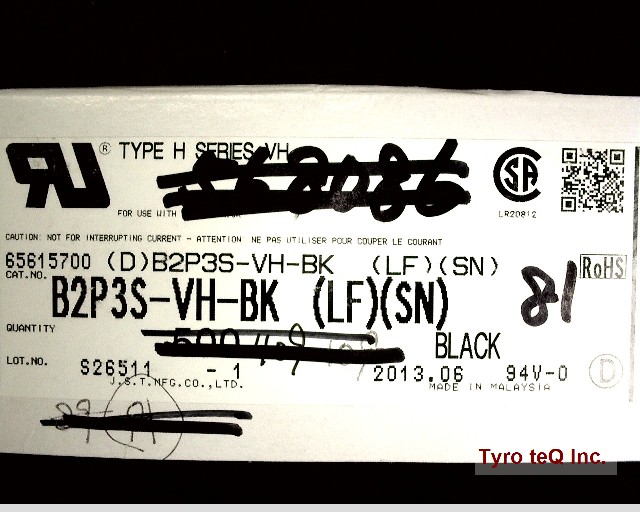 ® TYPE H SERIES VH
FOR USE WITH
LR20812
CAUTION: NOT FOR INTERRUPTING CURRENT - ATTENTION NE PAS UTILISER POUR COUPER LE COURANT
65615700 (D)B2P3S-VH-BK (LF)(SN)
RoHS
CAT.NO.
B2P3S-VH-BK (LF)(SN)
81
QUANTITY
BLACK
LOT.NO. S26511 - 1 2013.06 94V-0 D
J.S.T.MFG.CO.,LTD. MADE IN MALAYSIA
Tyro teQ Inc.